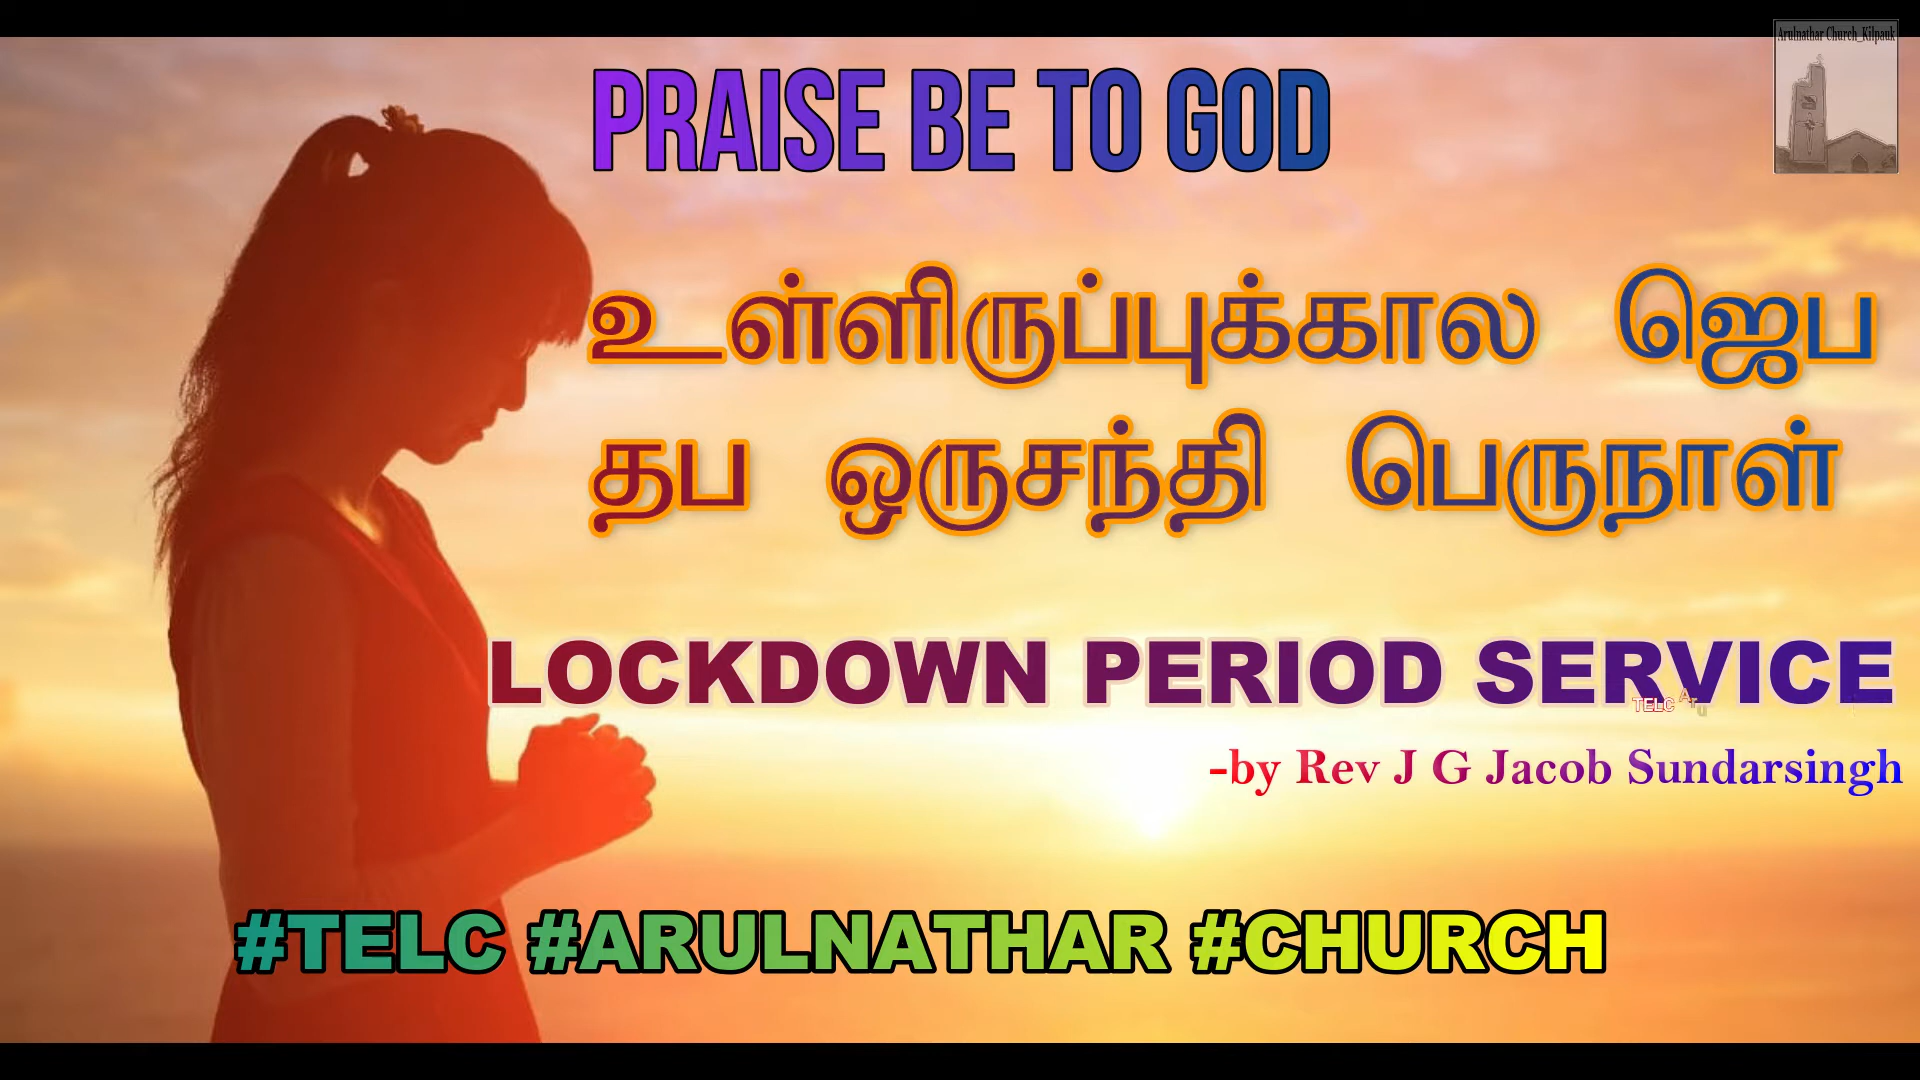 Arulnathar Church_Kilpauk
PRAISE BE TO GOD
உள்ளிருப்புக்கால ஜெப
தப ஒருசந்தி பெருநாள்
LOCKDOWN PERIOD SERVICE
TELC
-by Rev J G Jacob Sundarsingh
#TELC #ARULNATHAR #CHURCH